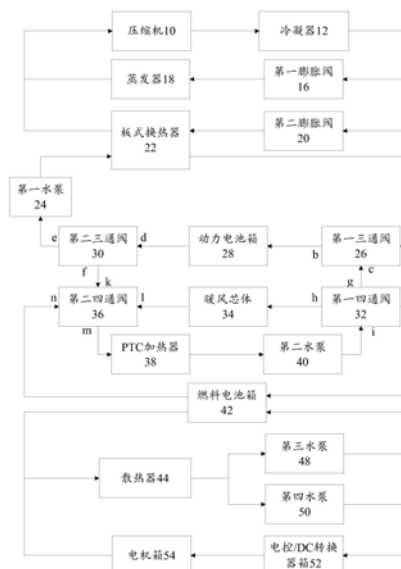 压缩机10
冷凝器12
蒸发器18
第一膨胀阀
16
板式换热器
22
第二膨胀阀
20
第一水泵
24
e
第二三通阀
30
d
动力电池箱
28
b
第一三通阀
26
c
f
k
g
n
第二四通阀
36
l
暖风芯体
34
h
第一四通阀
32
m
i
PTC加热器
38
第二水泵
40
燃料电池箱
42
散热器44
第三水泵
48
第四水泵
50
电机箱54
电控/DC转换
器箱52